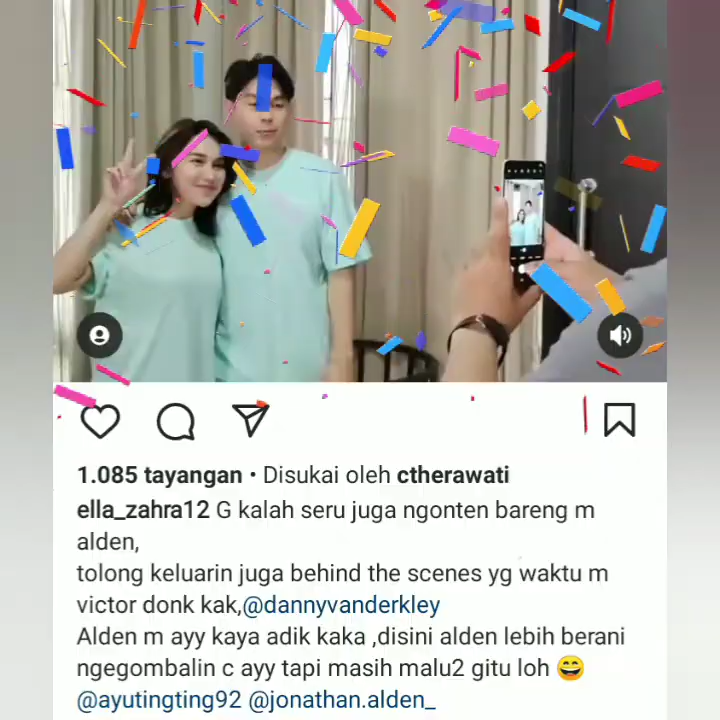 1.085 tayangan • Disukai oleh ctherawati
ella_zahra12 G kalah seru juga ngonten bareng m
alden,
tolong keluarin juga behind the scenes yg waktu m
victor donk kak,@dannyvanderkley
Alden m ayy kaya adik kaka ,disini alden lebih berani
ngegombalin c ayy tapi masih malu2 gitu loh 😄
@ayutingting92 @jonathan.alden_